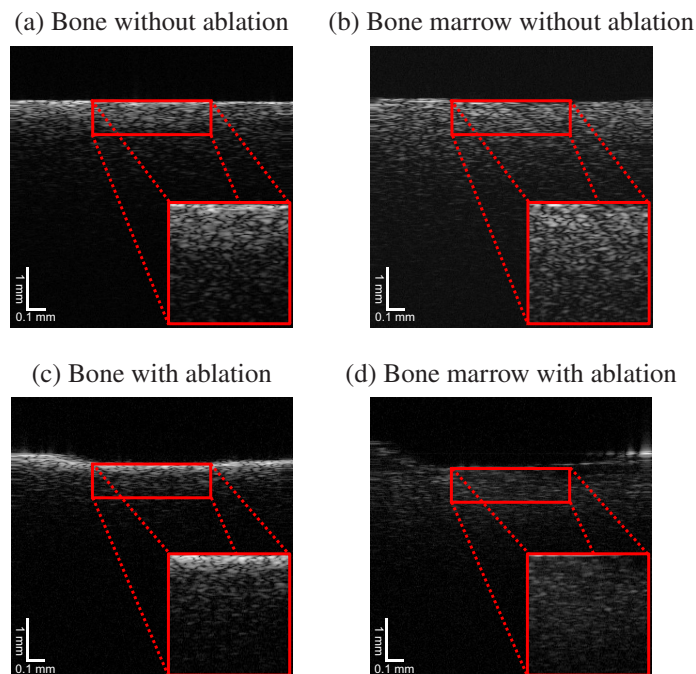 (a) Bone without ablation
(b) Bone marrow without ablation
1 mm
0.1 mm
1 mm
0.1 mm
(c) Bone with ablation
(d) Bone marrow with ablation
1 mm
0.1 mm
1 mm
0.1 mm